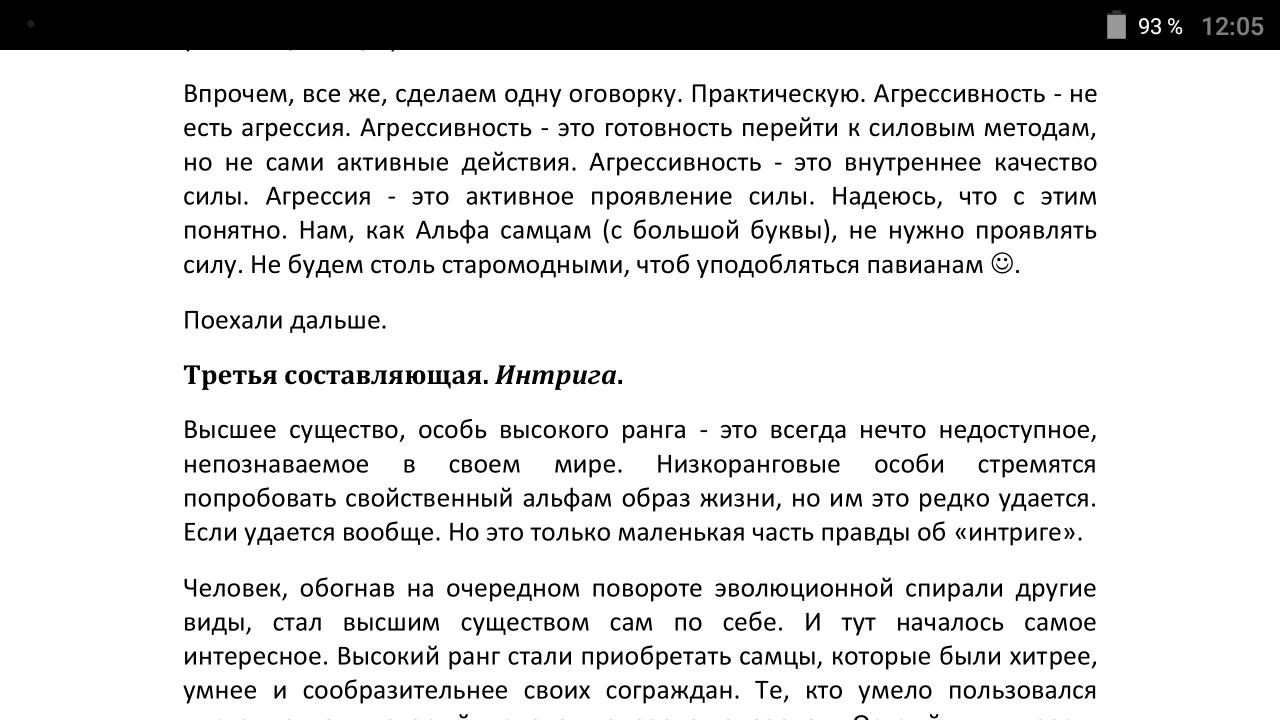 93 % 12:05
Впрочем, все же, сделаем одну оговорку. Практическую. Агрессивность - не
есть агрессия. Агрессивность - это готовность перейти к силовым методам,
но не сами активные действия. Агрессивность - это внутреннее качество
силы. Агрессия - это активное проявление силы. Надеюсь, что с этим
понятно. Нам, как Альфа самцам (с большой буквы), не нужно проявлять
силу. Не будем столь старомодными, чтоб уподобляться павианам ☺.
Поехали дальше.
Третья составляющая. Интрига.
Высшее существо, особь высокого ранга - это всегда нечто недоступное,
непознаваемое в своем мире. Низкоранговые особи стремятся
попробовать свойственный альфам образ жизни, но им это редко удается.
Если удается вообще. Но это только маленькая часть правды об «интриге».
Человек, обогнав на очередном повороте эволюционной спирали другие
виды, стал высшим существом сам по себе. И тут началось самое
интересное. Высокий ранг стали приобретать самцы, которые были хитрее,
умнее и сообразительнее своих сограждан. Те, кто умело пользовался